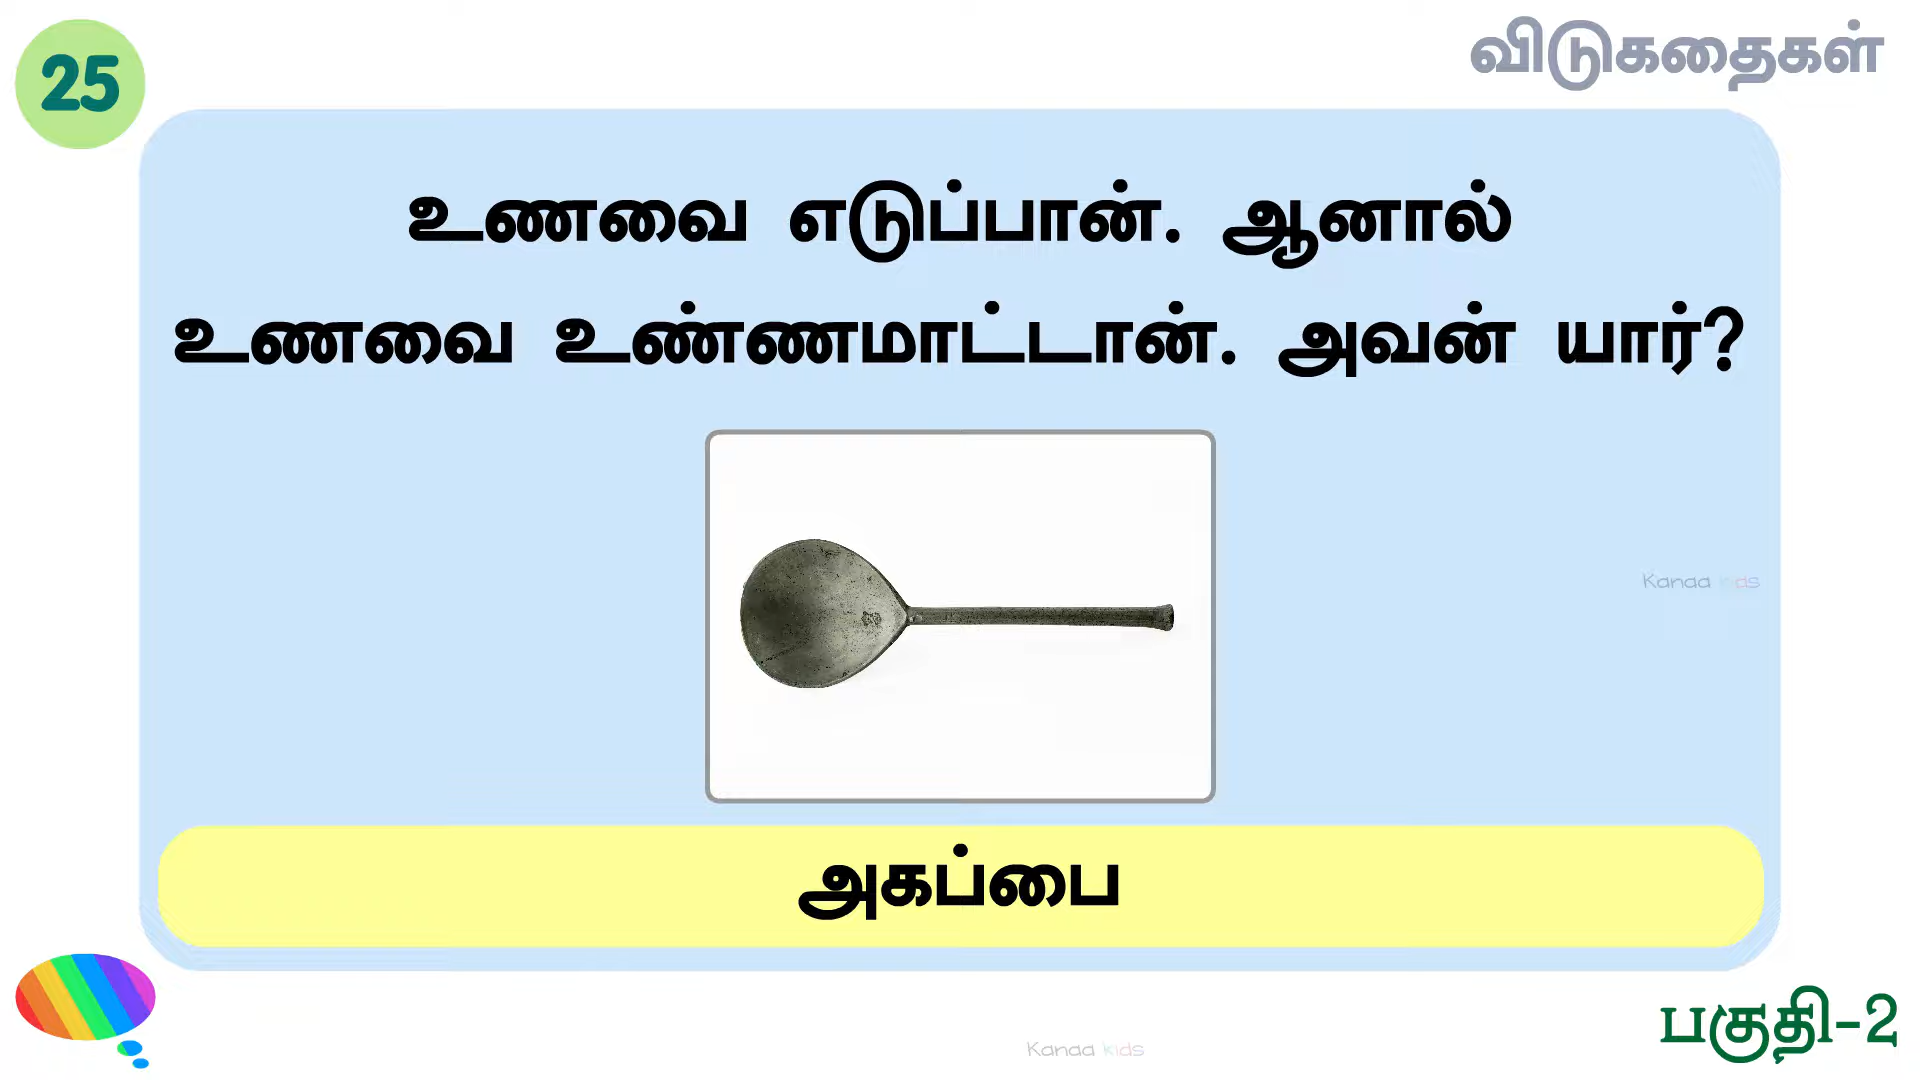 25
விடுகதைகள்
உணவை எடுப்பான். ஆனால்
உணவை உண்ணமாட்டான். அவன் யார்?
Kanaa kids
அகப்பை
பகுதி-2
Kanaa kids